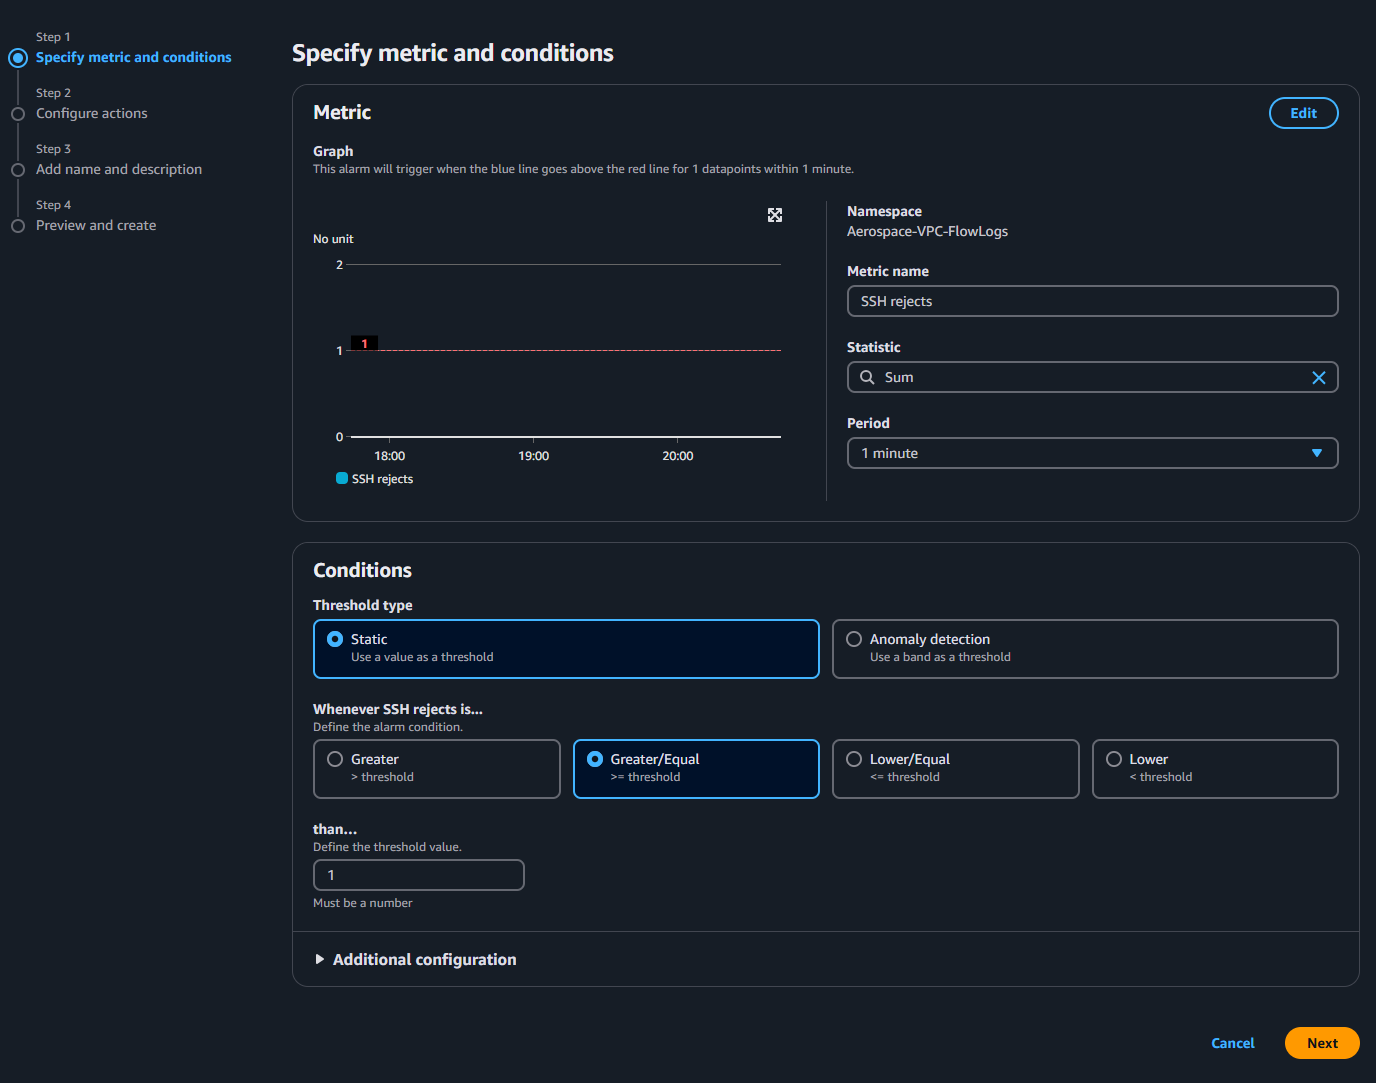 Step 1
Specify metric and conditions
Step 2
Configure actions
Step 3
Add name and description
Step 4
Preview and create
Specify metric and conditions
Metric
Edit
Graph
This alarm will trigger when the blue line goes above the red line for 1 datapoints within 1 minute.
No unit
2
1
1
0
18:00 19:00 20:00
SSH rejects
Namespace
Aerospace-VPC-FlowLogs
Metric name
SSH rejects
Statistic
Sum
Period
1 minute
Conditions
Threshold type
Static
Use a value as a threshold
Anomaly detection
Use a band as a threshold
Whenever SSH rejects is...
Define the alarm condition.
Greater
> threshold
Greater/Equal
>= threshold
Lower/Equal
<= threshold
Lower
< threshold
than...
Define the threshold value.
1
Must be a number
Additional configuration
Cancel
Next